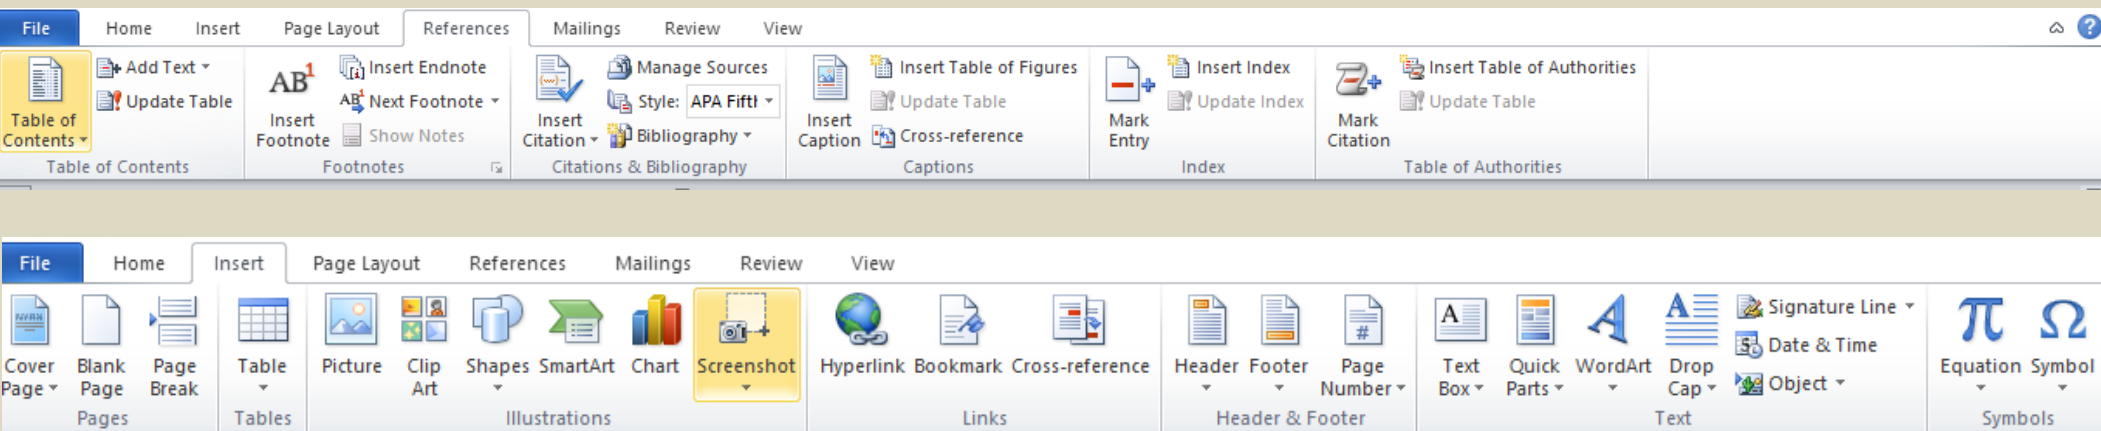 File Home Insert Page Layout References Mailings Review View
Add Text Insert Endnote Manage Sources Insert Table of Figures Insert Index Insert Table of Authorities
AB¹
Update Table AB¹ Next Footnote Style: APA Fift Update Table Update Index Update Table
Table of Insert Insert Insert Mark Mark
Contents Footnote Show Notes Citation Bibliography Caption Cross-reference Entry Citation
Table of Contents Footnotes Citations & Bibliography Captions Index Table of Authorities
File Home Insert Page Layout References Mailings Review View
Signature Line
A A A π Ω
# Date & Time
Cover Blank Page Table Picture Clip Shapes SmartArt Chart Screenshot Hyperlink Bookmark Cross-reference Header Footer Page Text Quick WordArt Drop Equation Symbol
Page Page Break Art Number Box Parts Cap Object
Pages Tables Illustrations Links Header & Footer Text Symbols